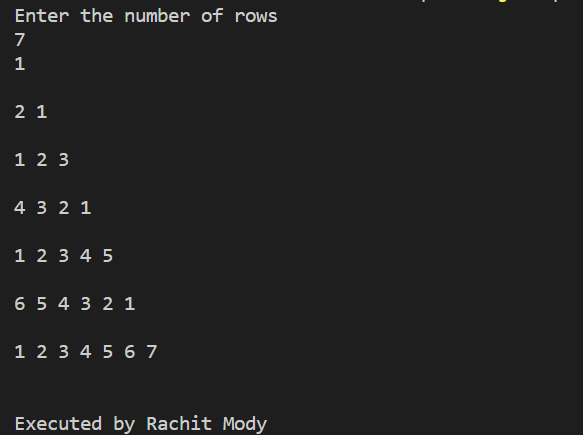 Enter the number of rows
7
1
2 1
1 2 3
4 3 2 1
1 2 3 4 5
6 5 4 3 2 1
1 2 3 4 5 6 7
Executed by Rachit Mody